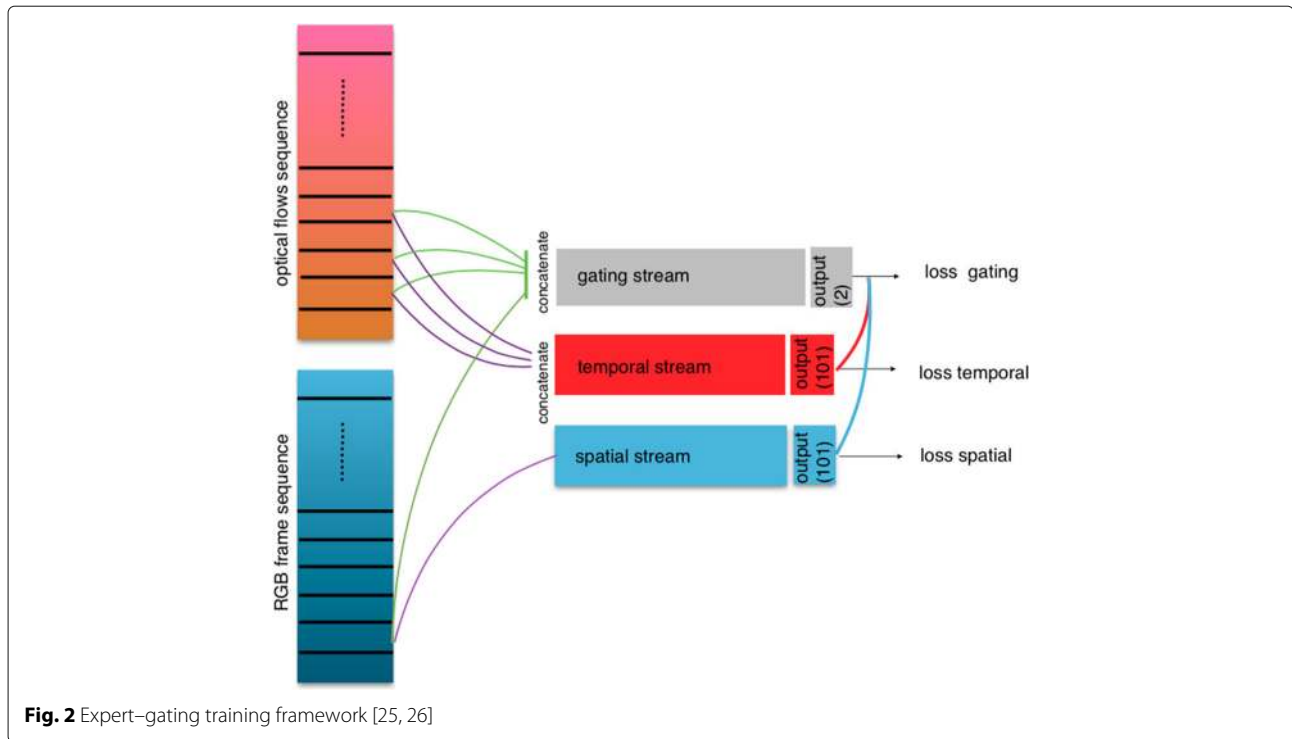 optical flows sequence
RGB frame sequence
concatenate
gating stream
output
(2)
loss gating
concatenate
temporal stream
output
(101)
loss temporal
spatial stream
output
(101)
loss spatial
Fig. 2 Expert–gating training framework [25, 26]